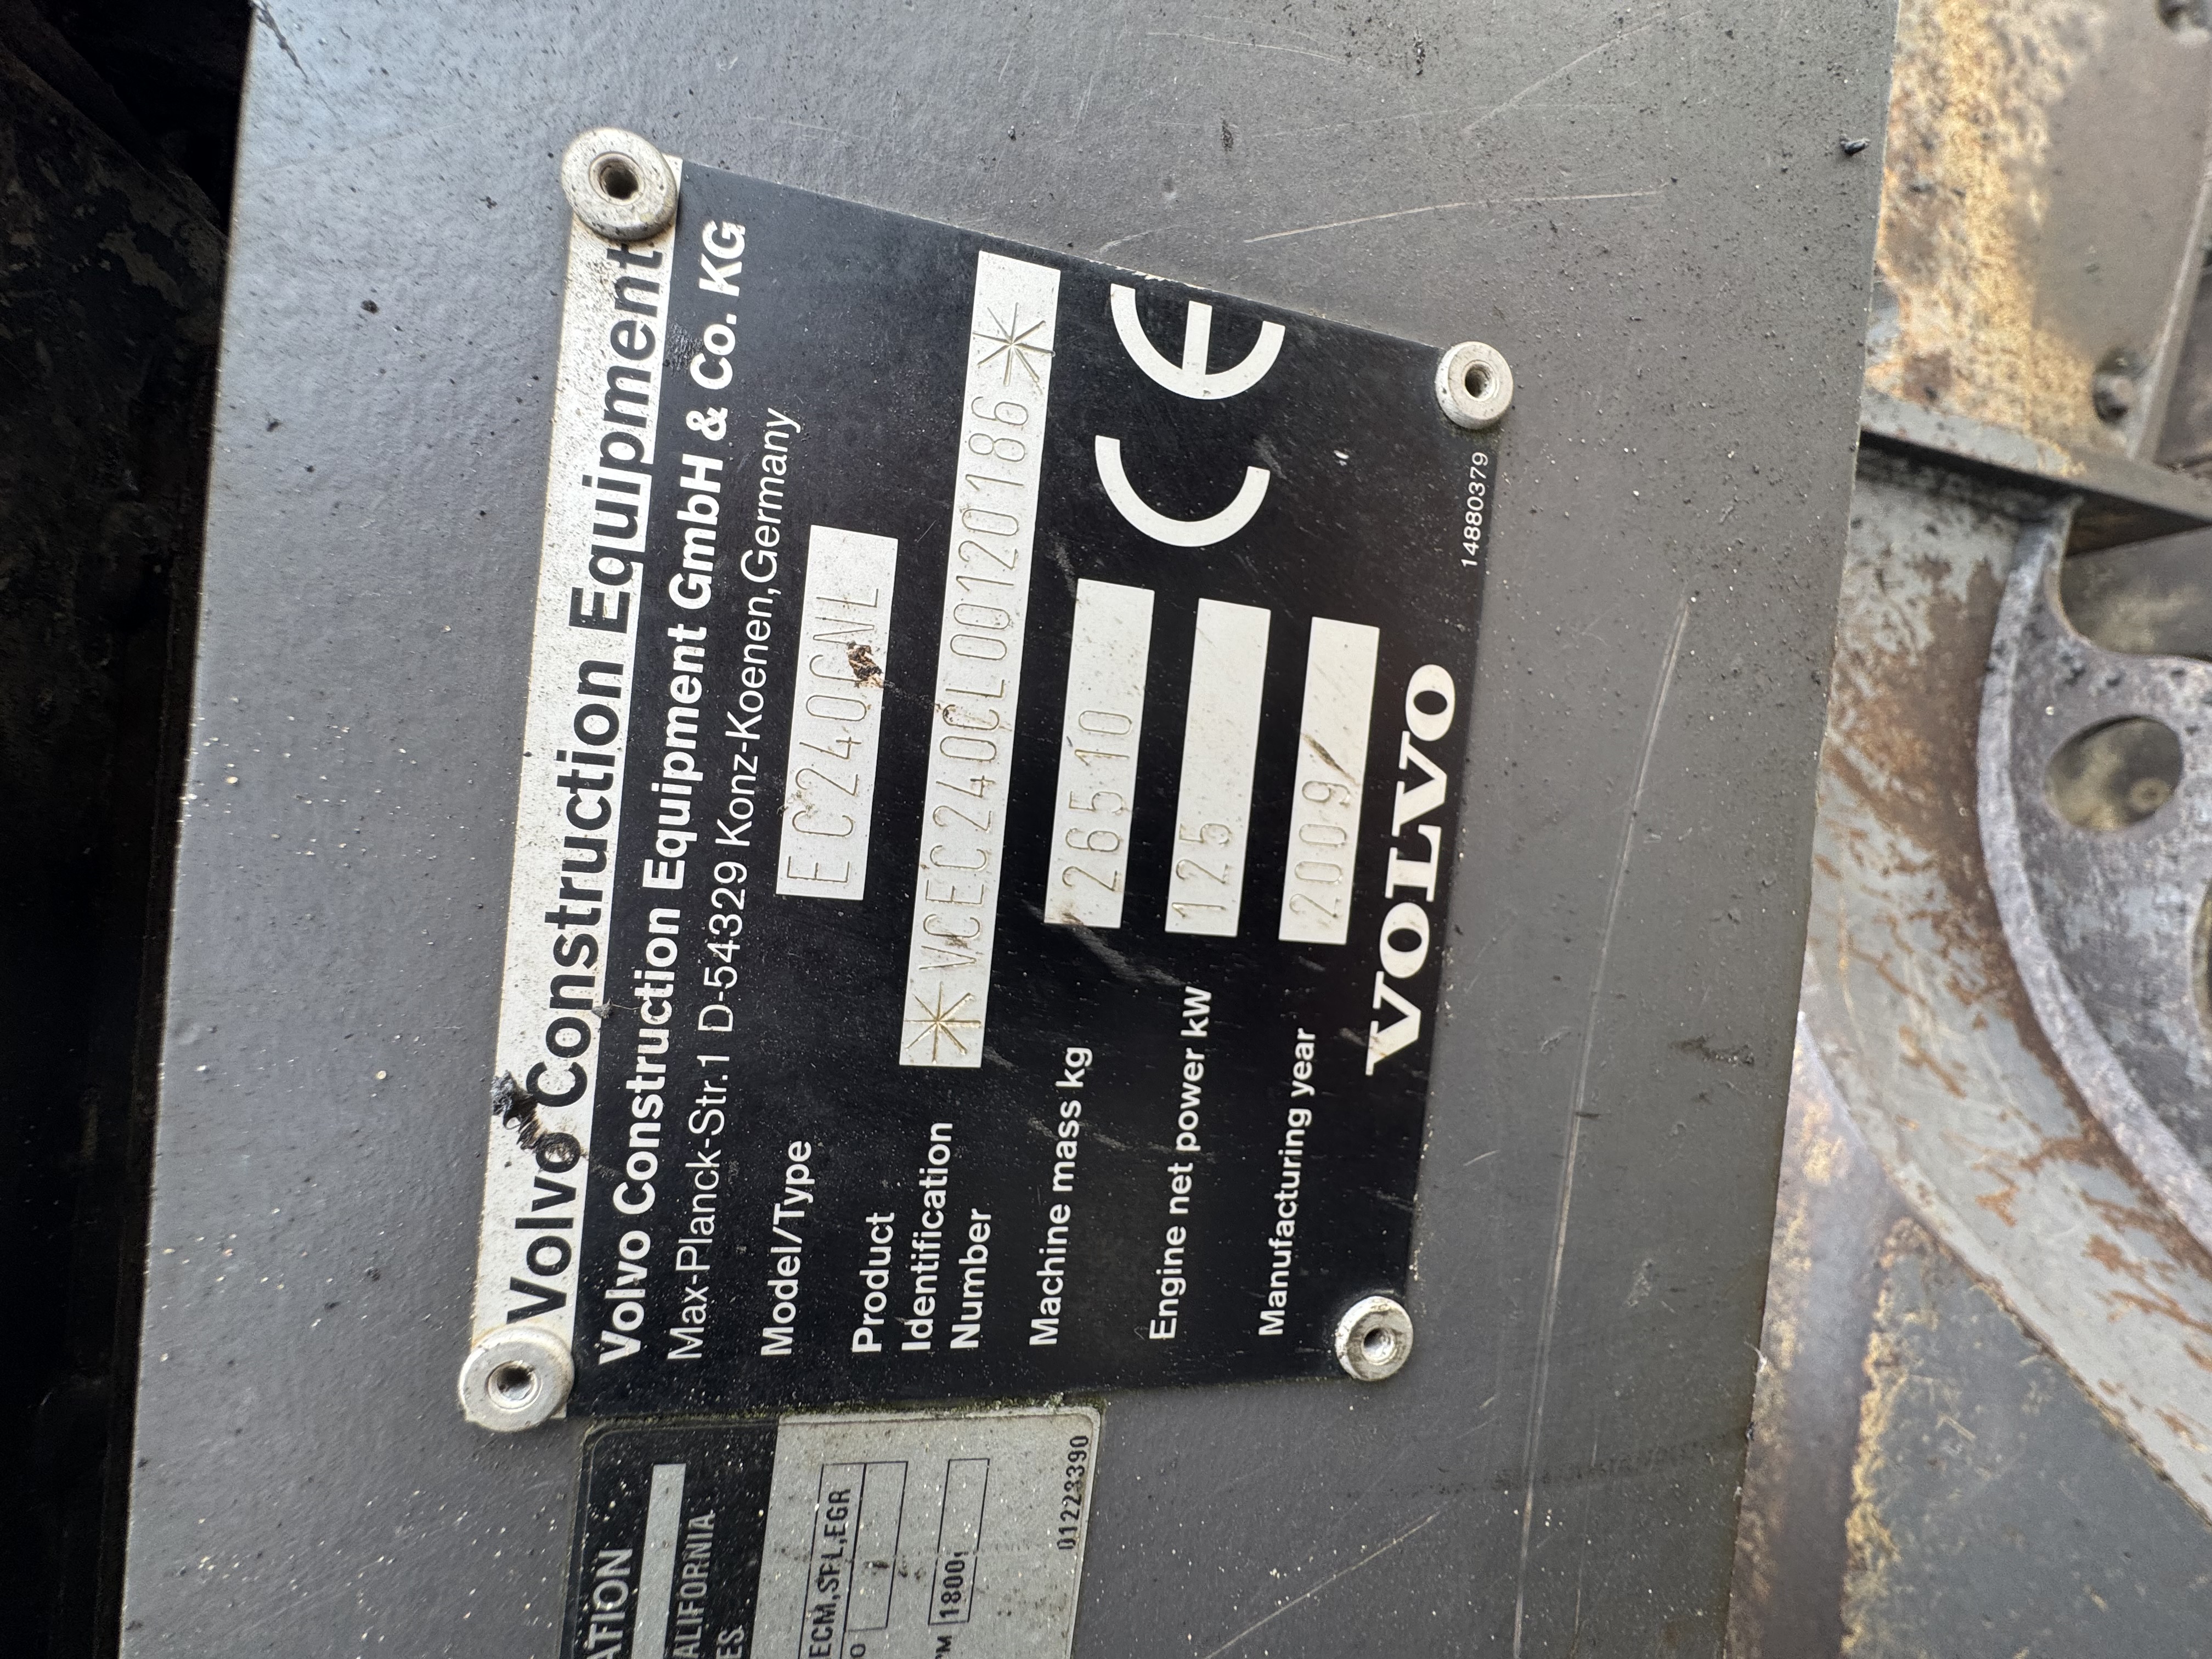 Volvo Construction Equipment
Volvo Construction Equipment GmbH & Co. KG
Max-Planck-Str.1 D-54329 Konz-Koenen,Germany
Model/Type EC240CNL
Product
Identification
Number *VCEC240CL00120186*
Machine mass kg 26510
Engine net power kW 125
Manufacturing year 2009/
CE
VOLVO
14880379
ATION
ALIFORNIA
ES
ECM,SPL,EGR
1800
01223390